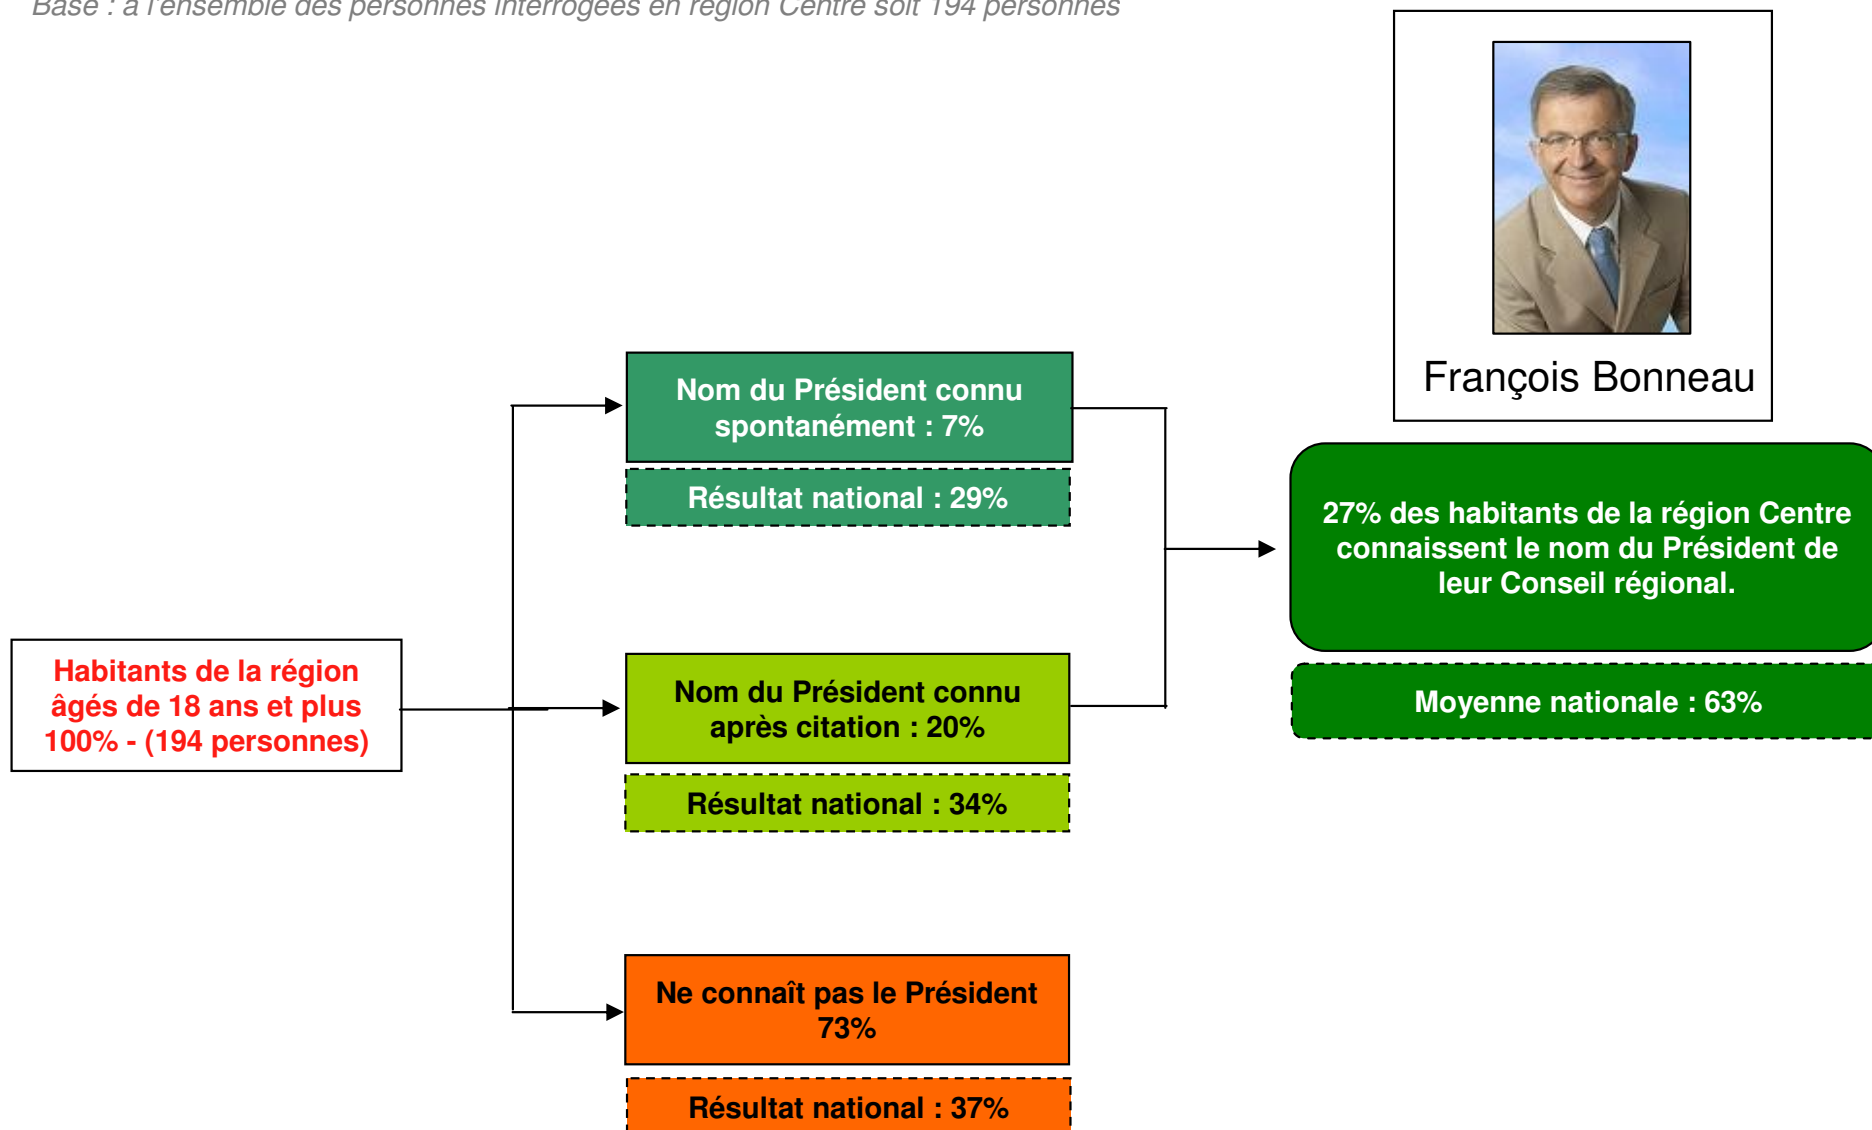 Base : à l'ensemble des personnes interrogées en région Centre soit 194 personnes
François Bonneau
Nom du Président connu
spontanément : 7%
Résultat national : 29%
27% des habitants de la région Centre
connaissent le nom du Président de
leur Conseil régional.
Moyenne nationale : 63%
Habitants de la région
âgés de 18 ans et plus
100% - (194 personnes)
Nom du Président connu
après citation : 20%
Résultat national : 34%
Ne connaît pas le Président
73%
Résultat national : 37%